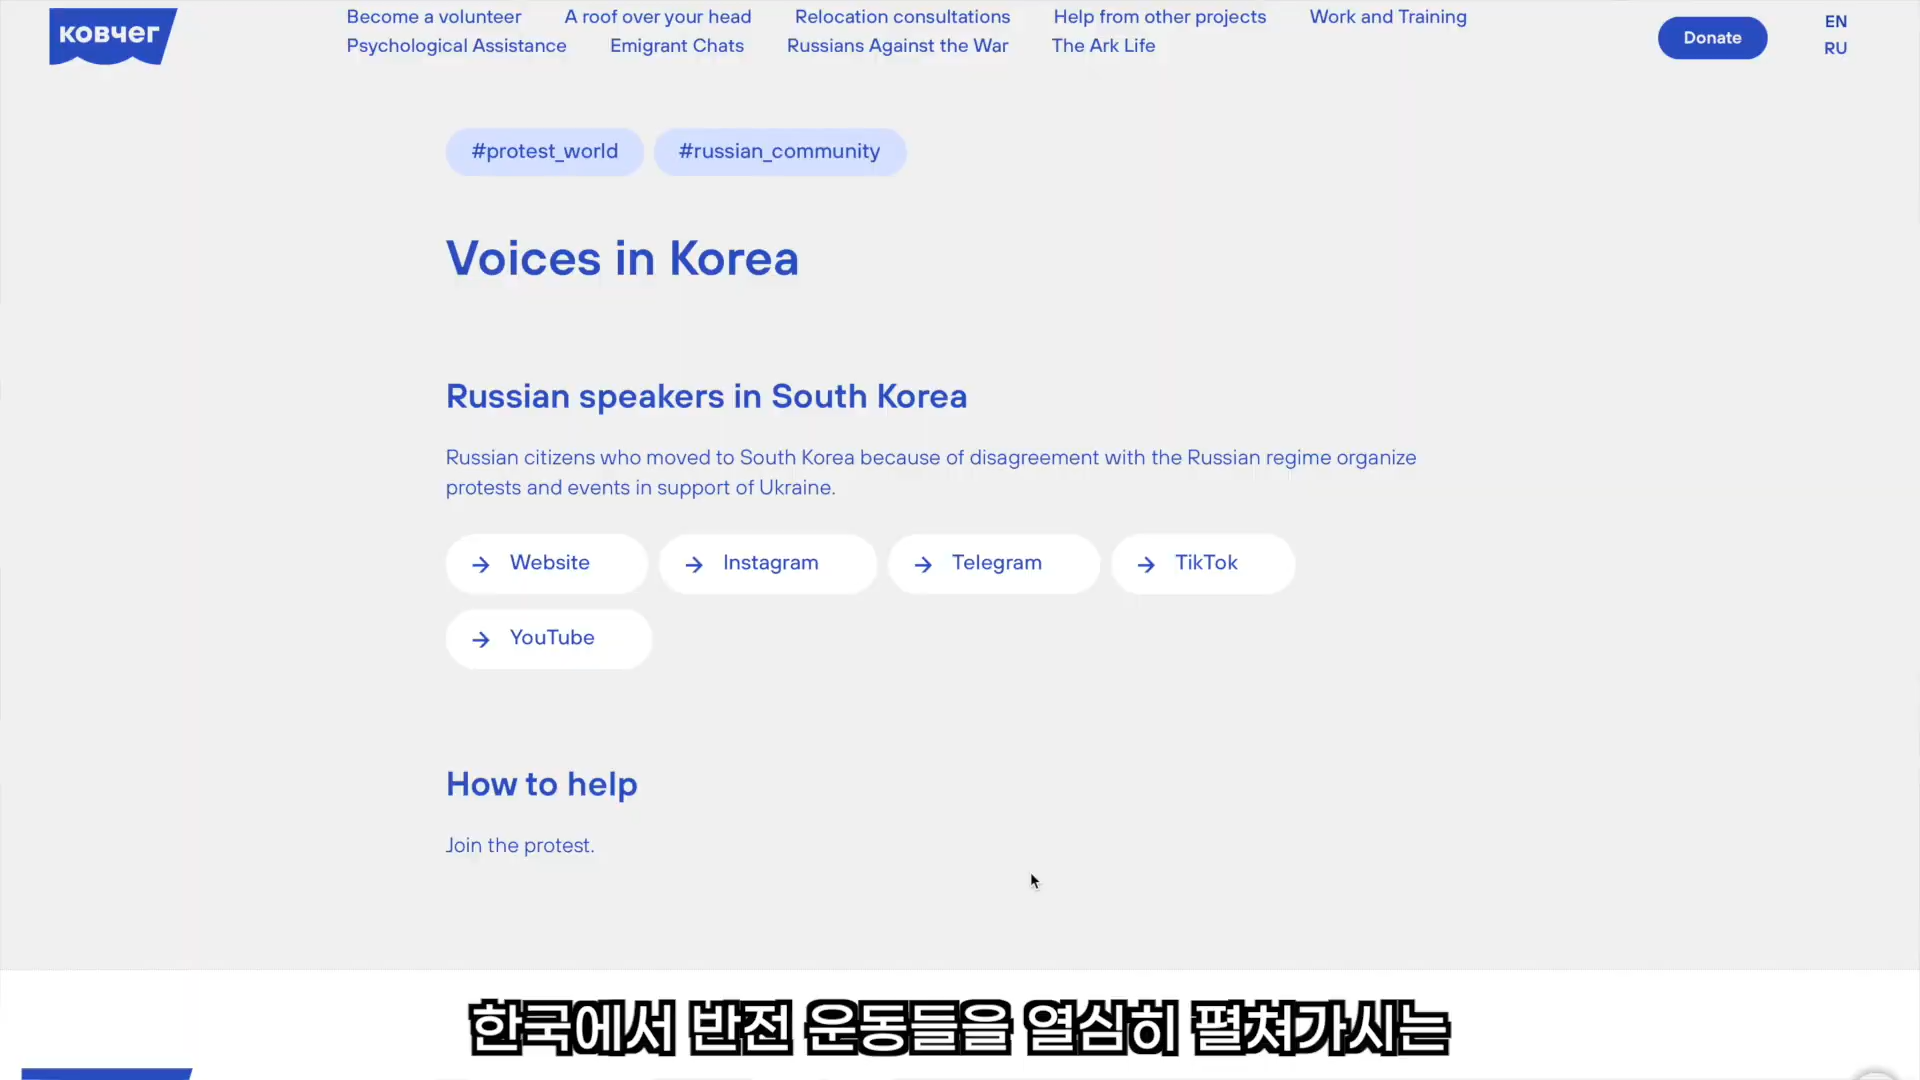 ковчег
Become a volunteer A roof over your head Relocation consultations Help from other projects Work and Training
Psychological Assistance Emigrant Chats Russians Against the War The Ark Life
Donate
EN
RU
#protest_world #russian_community
Voices in Korea
Russian speakers in South Korea
Russian citizens who moved to South Korea because of disagreement with the Russian regime organize
protests and events in support of Ukraine.
→ Website → Instagram → Telegram → TikTok
→ YouTube
How to help
Join the protest.
한국에서 반전 운동들을 열심히 펼쳐가시는